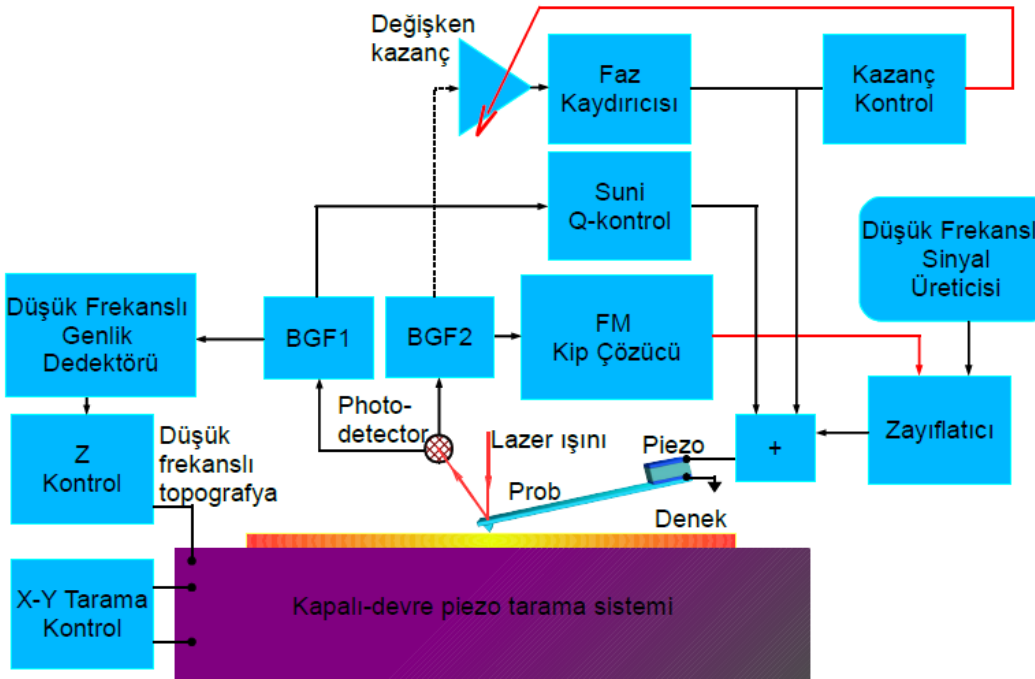 Değişken
kazanç
Faz
Kaydırıcısı
Kazanç
Kontrol
Suni
Q-kontrol
Düşük Frekanslı
Sinyal
Üreticisi
Düşük Frekanslı
Genlik
Dedektörü
BGF1
BGF2
FM
Kip Çözücü
Photo-
detector
Lazer ışını
Piezo
+
Zayıflatıcı
Z
Kontrol
Düşük
frekanslı
topografya
Prob
Denek
X-Y Tarama
Kontrol
Kapalı-devre piezo tarama sistemi